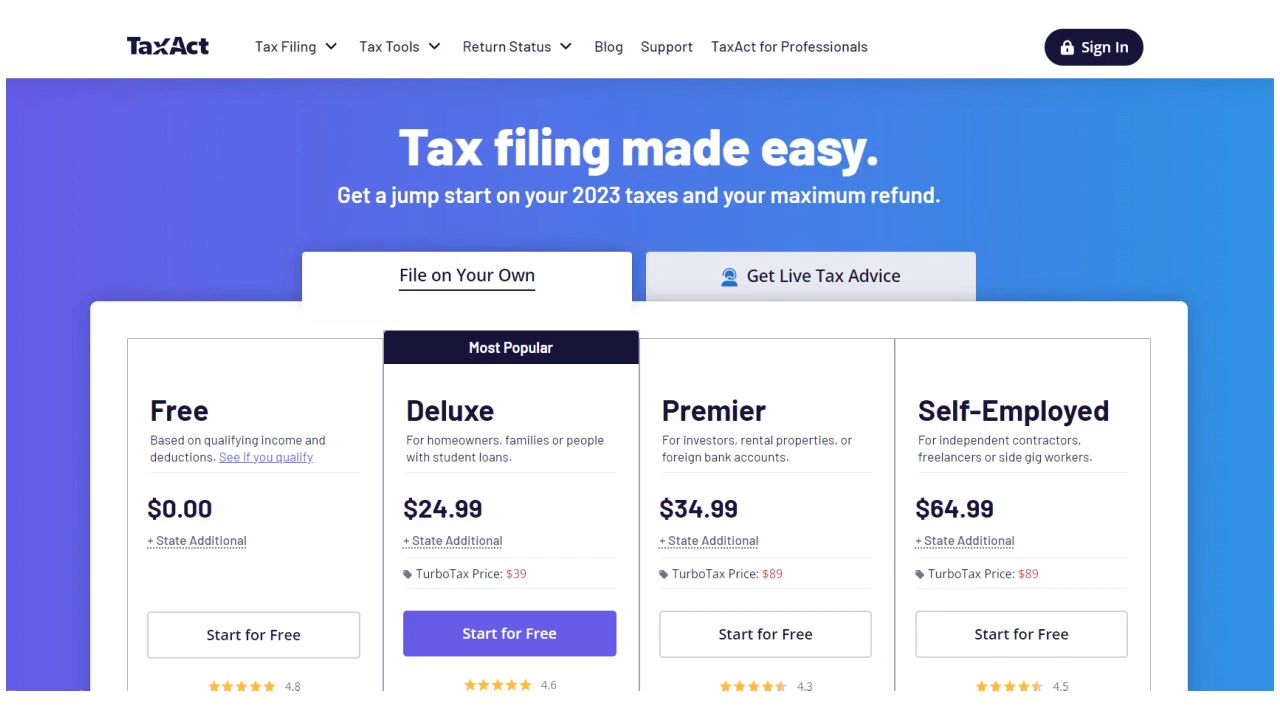 TaxAct
Tax Filing
Tax Tools
Return Status
Blog
Support
TaxAct for Professionals
Sign In
Tax filing made easy.
Get a jump start on your 2023 taxes and your maximum refund.
File on Your Own
Get Live Tax Advice
Free
Based on qualifying income and
deductions. See if you qualify
$0.00
+ State Additional
Start for Free
4.8
Most Popular
Deluxe
For homeowners, families or people
with student loans.
$24.99
+ State Additional
TurboTax Price: $39
Start for Free
4.6
Premier
For investors, rental properties, or
foreign bank accounts.
$34.99
+ State Additional
TurboTax Price: $89
Start for Free
4.3
Self-Employed
For independent contractors,
freelancers or side gig workers.
$64.99
+ State Additional
TurboTax Price: $89
Start for Free
4.5